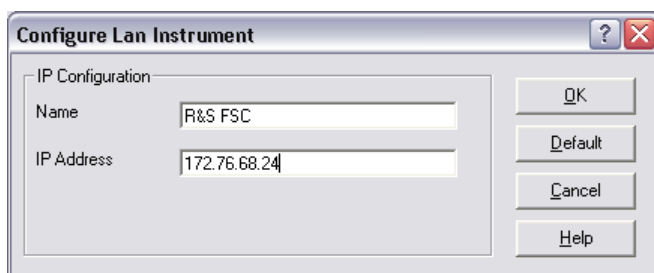 Configure Lan Instrument
IP Configuration
Name
R&S FSC
IP Address
172.76.68.24
OK
Default
Cancel
Help